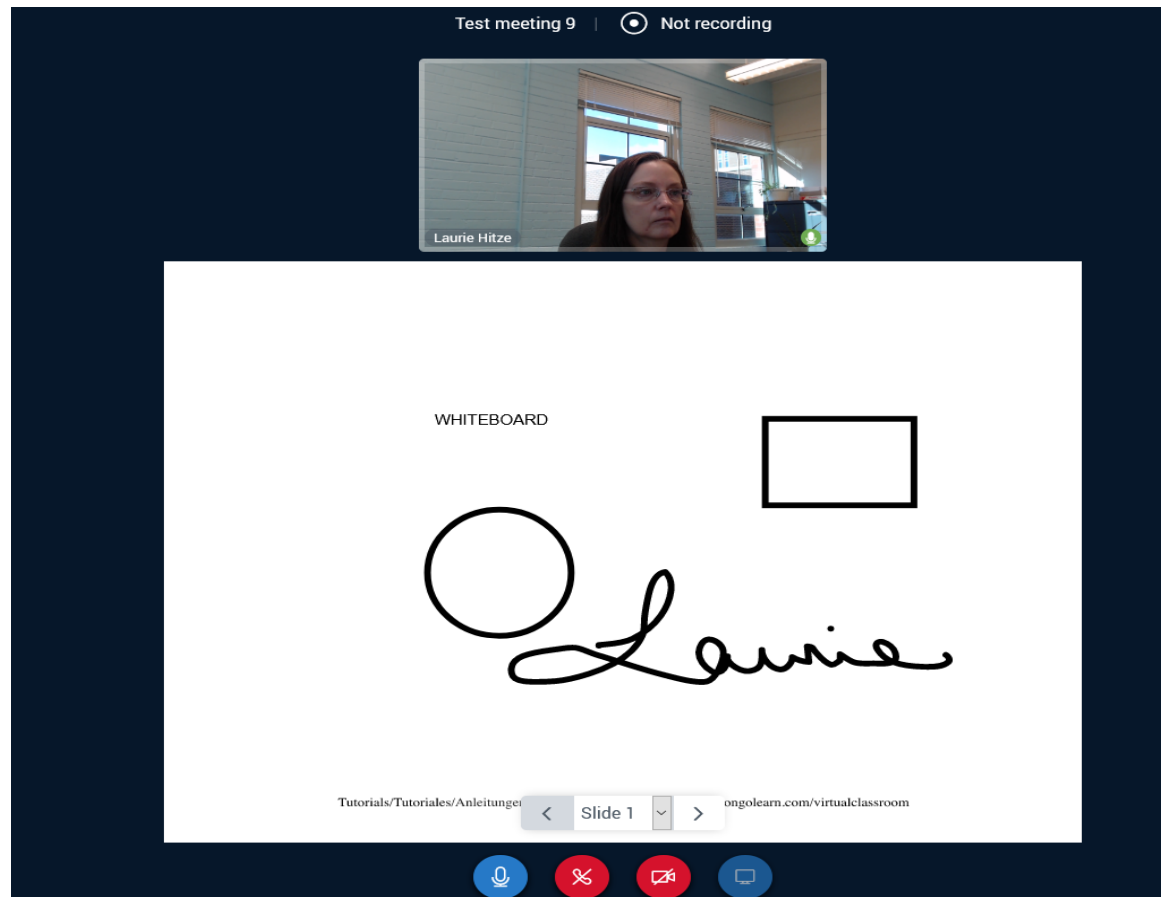 Test meeting 9 | Not recording
Laurie Hitze
WHITEBOARD
Laurie
Tutorials/Tutoriales/Anleitungen
ongolearn.com/virtualclassroom
Slide 1